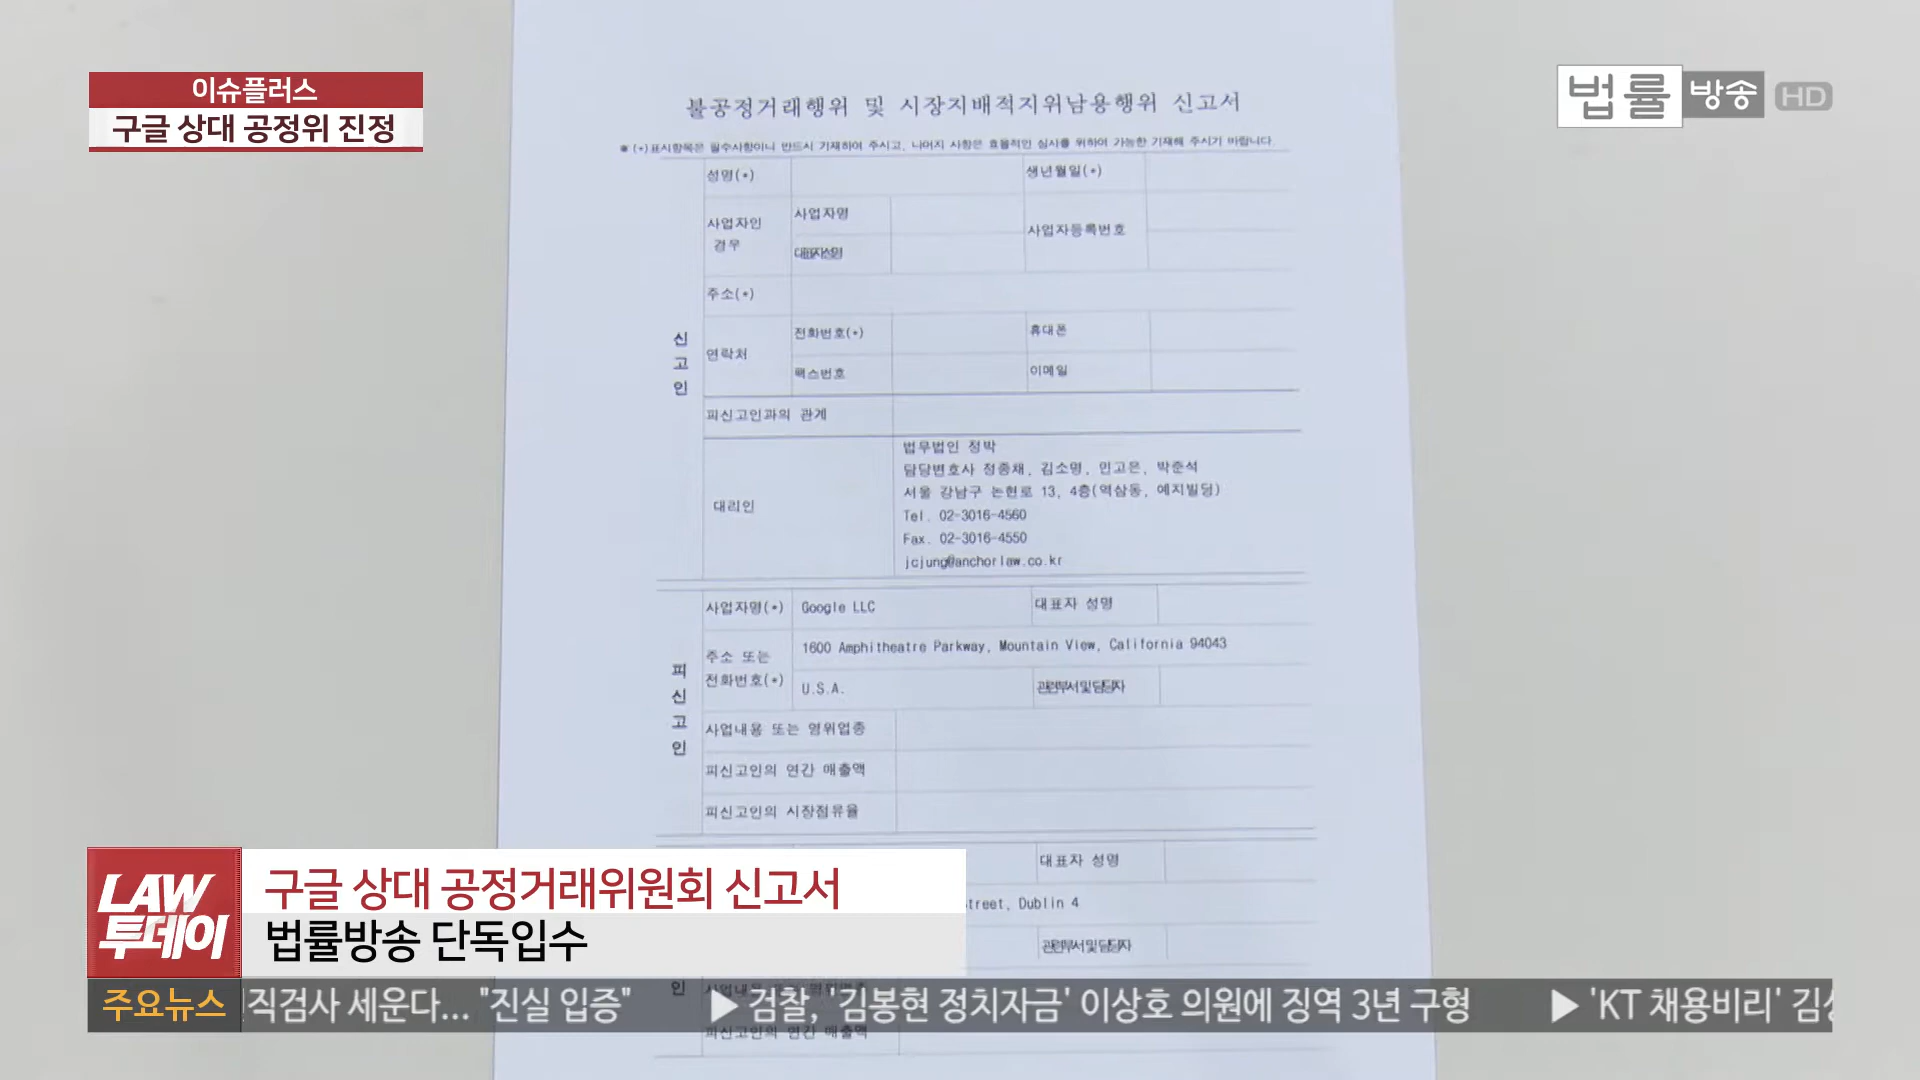 이슈플러스
구글 상대 공정위 진정
법률방송 HD
불공정거래행위 및 시장지배적지위남용행위 신고서
※ (*)표시항목은 필수사항이니 반드시 기재하여 주시고, 나머지 사항은 효율적인 심사를 위하여 가능한 기재해 주시기 바랍니다.
신고인
성명(*)
생년월일(*)
사업자인 경우
사업자명
사업자등록번호
대표자성명
주소(*)
연락처
전화번호(*)
휴대폰
팩스번호
이메일
피신고인과의 관계
대리인
법무법인 정박
담당변호사 정종채, 김소명, 민고은, 박준석
서울 강남구 논현로 13, 4층(역삼동, 예지빌딩)
Tel. 02-3016-4560
Fax. 02-3016-4550
jcjung@anchorlaw.co.kr
피신고인
사업자명(*)
Google LLC
대표자 성명
주소 또는 전화번호(*)
1600 Amphitheatre Parkway, Mountain View, California 94043
U.S.A.
관련부서및담당자
사업내용 또는 영위업종
피신고인의 연간 매출액
피신고인의 시장점유율
대표자 성명
treet, Dublin 4
관련부서및담당자
인
피신고인의 연간 매출액
LAW 투데이
구글 상대 공정거래위원회 신고서
법률방송 단독입수
주요뉴스
직검사 세운다... "진실 입증" ▶검찰, '김봉현 정치자금' 이상호 의원에 징역 3년 구형 ▶'KT 채용비리'